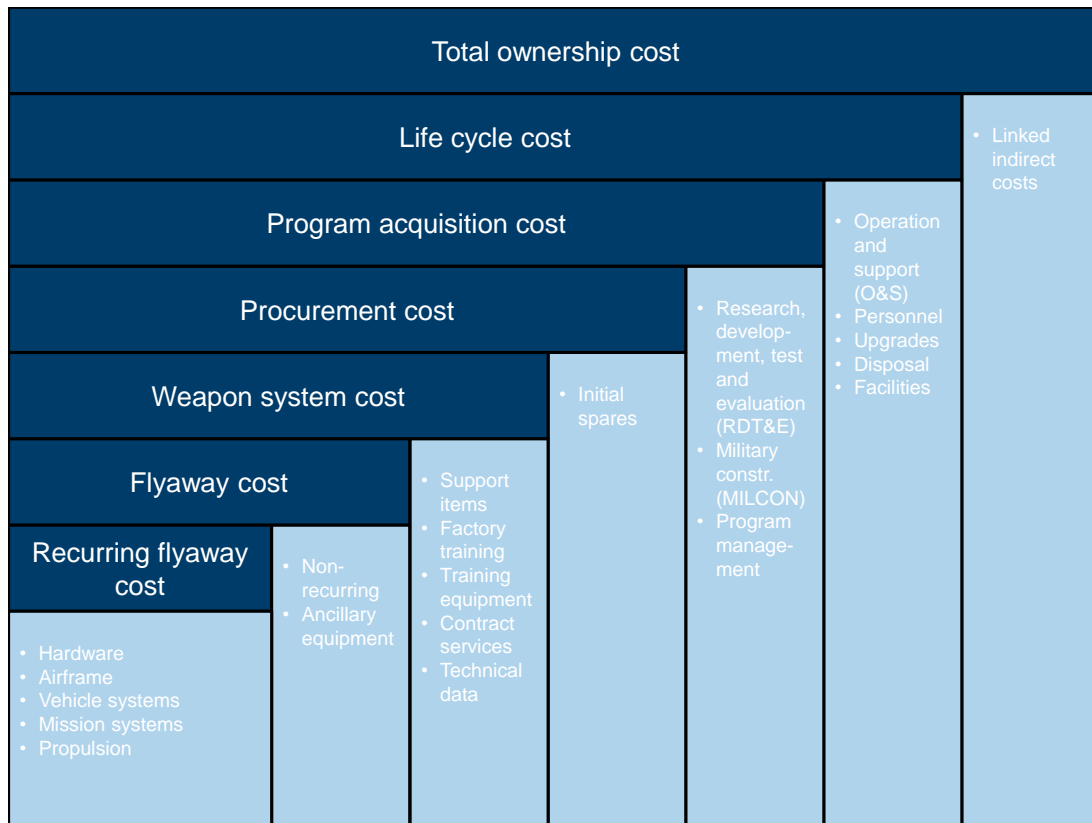 Total ownership cost
Life cycle cost
• Linked
indirect
costs
Program acquisition cost
• Operation
and
support
(O&S)
• Personnel
• Upgrades
• Disposal
• Facilities
Procurement cost
• Research,
develop-
ment, test
and
evaluation
(RDT&E)
• Military
constr.
(MILCON)
• Program
manage-
ment
Weapon system cost
• Initial
spares
Flyaway cost
• Support
items
• Factory
training
• Training
equipment
• Contract
services
• Technical
data
Recurring flyaway
cost
• Non-
recurring
• Ancillary
equipment
• Hardware
• Airframe
• Vehicle systems
• Mission systems
• Propulsion